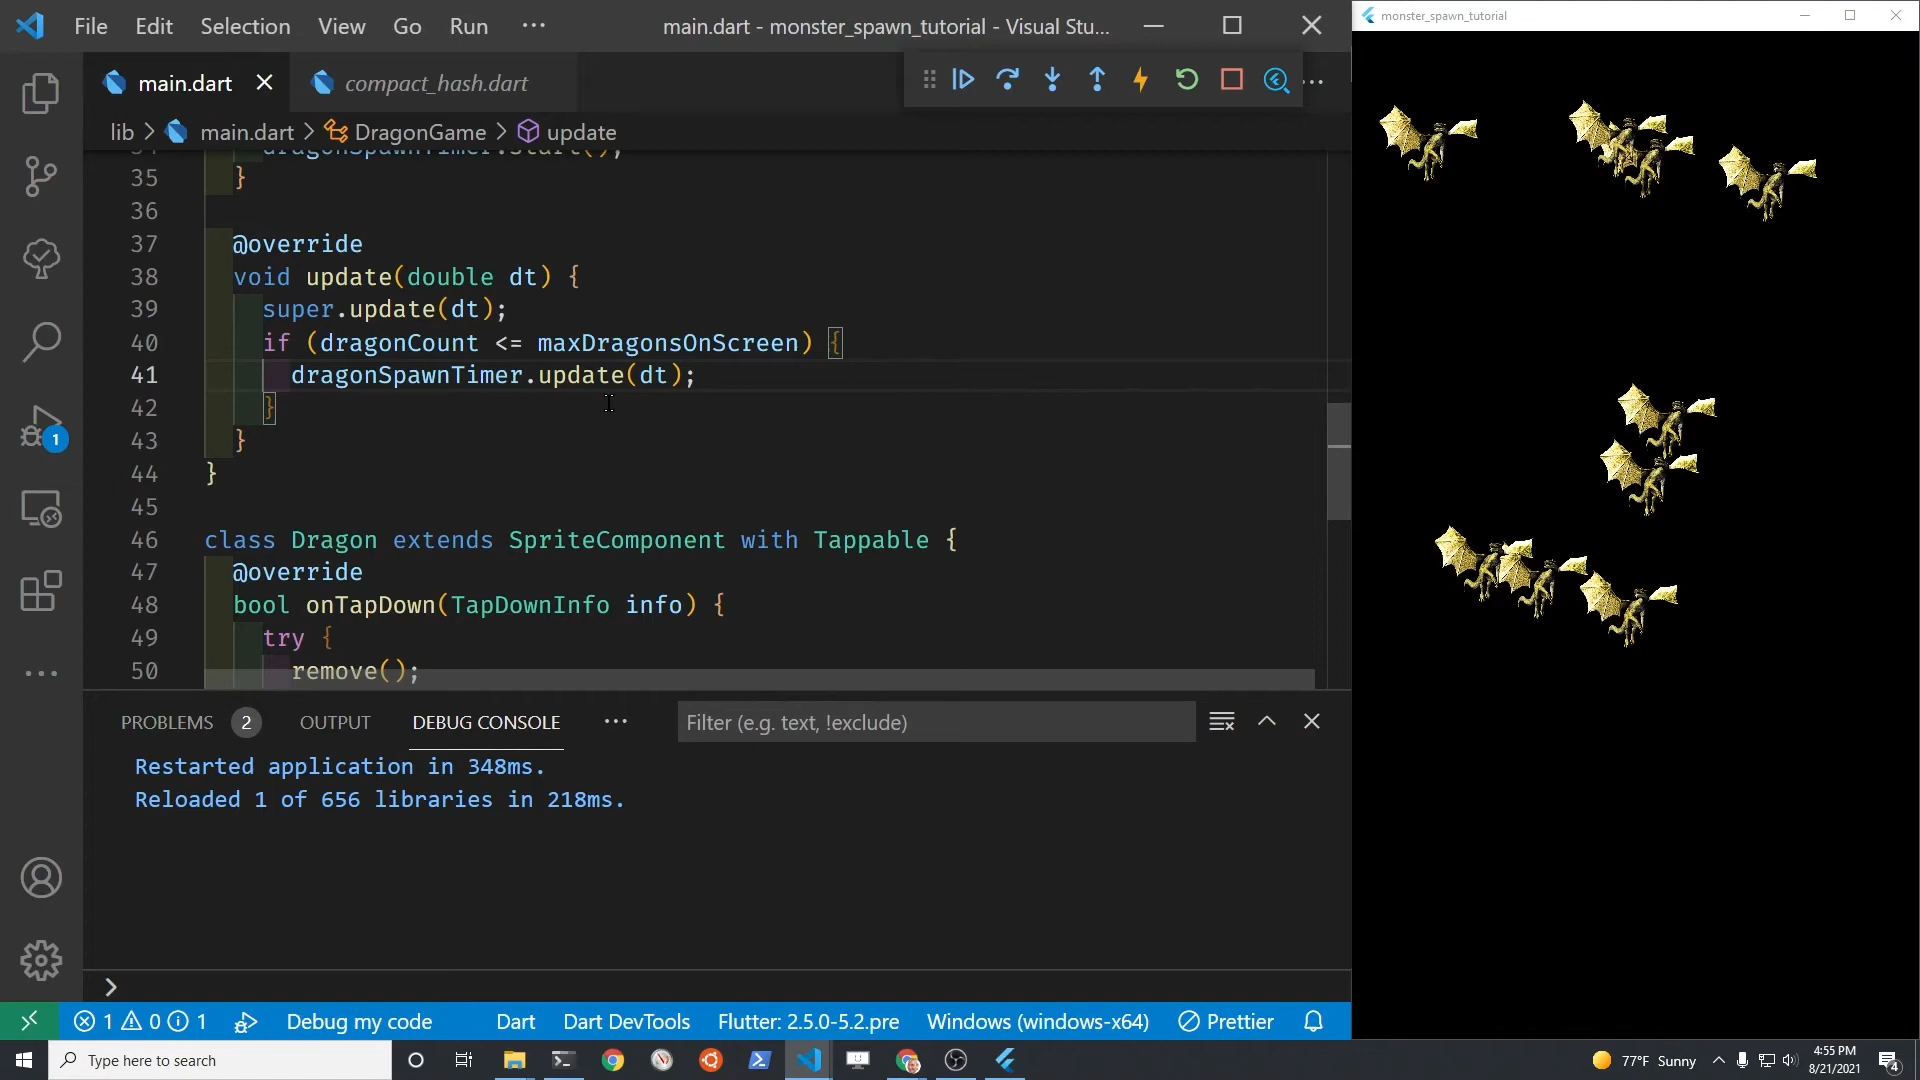 File Edit Selection View Go Run ··· main.dart - monster_spawn_tutorial - Visual Stu...
monster_spawn_tutorial
main.dart compact_hash.dart
lib > main.dart > DragonGame > update
34 dragonSpawnTimer.start();
35 }
36
37 @override
38 void update(double dt) {
39 super.update(dt);
40 if (dragonCount <= maxDragonsOnScreen) {
41 dragonSpawnTimer.update(dt);
42 }
43 }
44 }
45
46 class Dragon extends SpriteComponent with Tappable {
47 @override
48 bool onTapDown(TapDownInfo info) {
49 try {
50 remove();
1
PROBLEMS 2 OUTPUT DEBUG CONSOLE ··· Filter (e.g. text, !exclude)
Restarted application in 348ms.
Reloaded 1 of 656 libraries in 218ms.
>
1 0 1 Debug my code Dart Dart DevTools Flutter: 2.5.0-5.2.pre Windows (windows-x64) Prettier
Type here to search
77°F Sunny
4:55 PM
8/21/2021
4